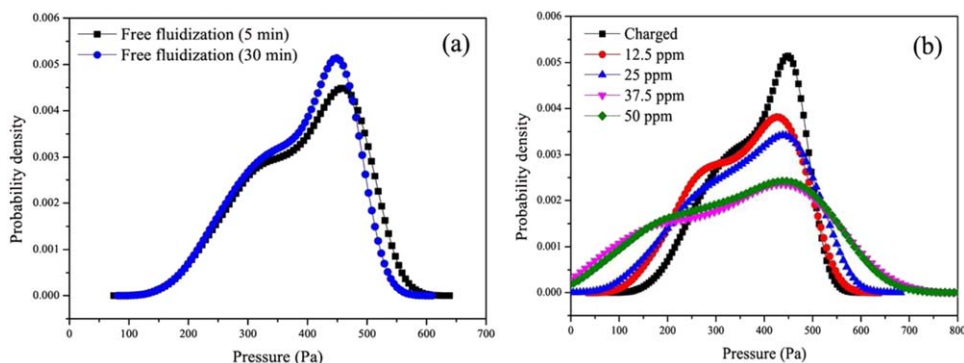 0.006
0.005
0.004
0.003
0.002
0.001
0.000
Probability density
Free fluidization (5 min)
Free fluidization (30 min)
(a)
0 100 200 300 400 500 600 700
Pressure (Pa)
0.006
0.005
0.004
0.003
0.002
0.001
0.000
Probability density
Charged
12.5 ppm
25 ppm
37.5 ppm
50 ppm
(b)
0 100 200 300 400 500 600 700 800
Pressure (Pa)